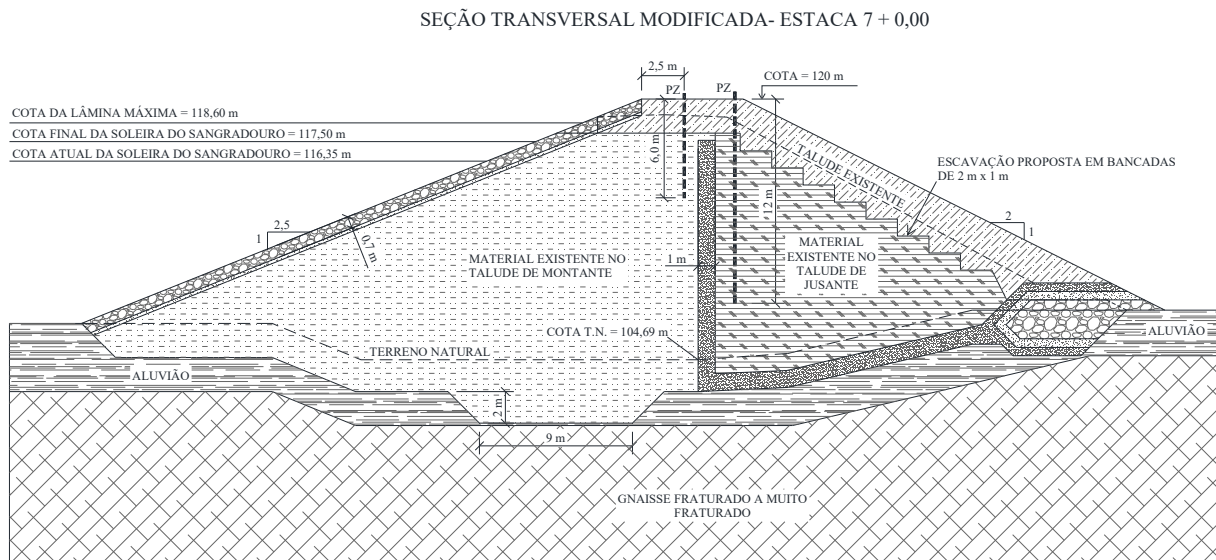 SEÇÃO TRANSVERSAL MODIFICADA- ESTACA 7 + 0,00
2,5 m
PZ
PZ
COTA = 120 m
COTA DA LÂMINA MÁXIMA = 118,60 m
COTA FINAL DA SOLEIRA DO SANGRADOURO = 117,50 m
COTA ATUAL DA SOLEIRA DO SANGRADOURO = 116,35 m
6,0 m
12 m
TALUDE EXISTENTE
ESCAVAÇÃO PROPOSTA EM BANCADAS
DE 2 m x 1 m
2,5
1
0,7 m
2
1
MATERIAL EXISTENTE NO
TALUDE DE MONTANTE
1 m
MATERIAL
EXISTENTE NO
TALUDE DE
JUSANTE
COTA T.N. = 104,69 m
TERRENO NATURAL
ALUVIÃO
ALUVIÃO
2 m
9 m
GNAISSE FRATURADO A MUITO
FRATURADO